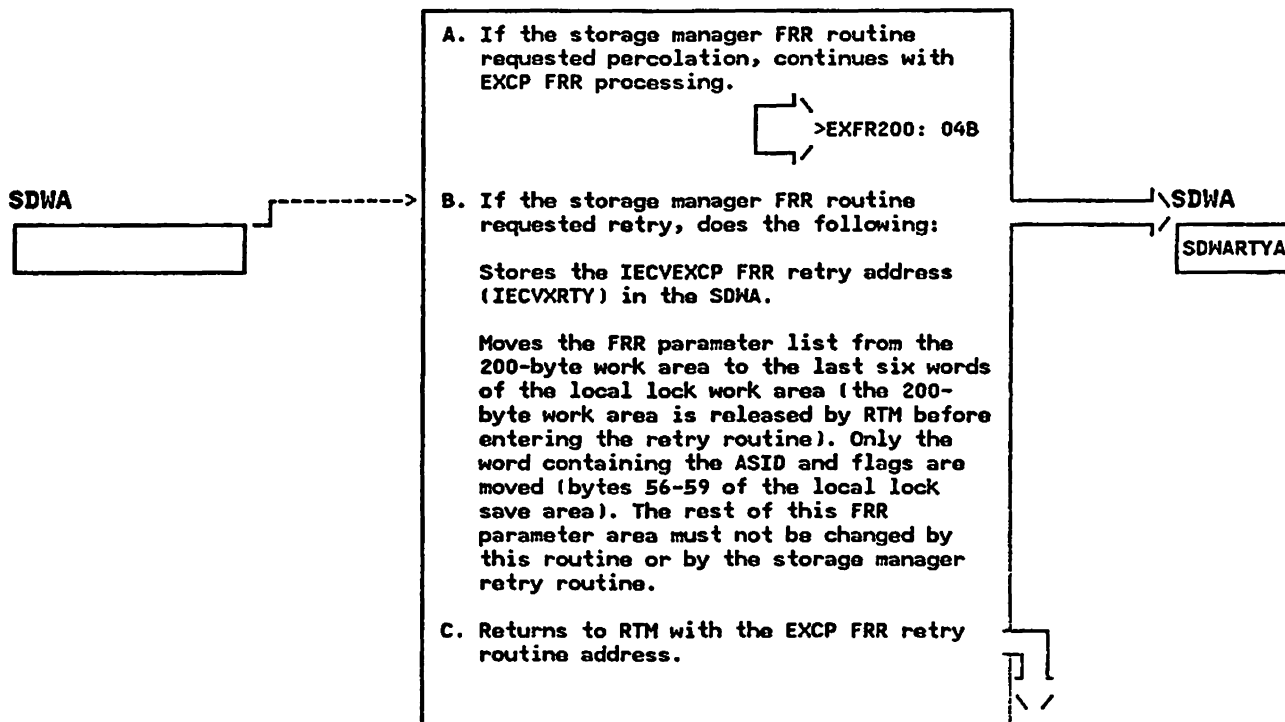 A. If the storage manager FRR routine
requested percolation, continues with
EXCP FRR processing.
>EXFR200: 04B
SDWA
B. If the storage manager FRR routine
requested retry, does the following:
SDWA
SDWARTYA
Stores the IECVEXCP FRR retry address
(IECVXRTY) in the SDWA.
Moves the FRR parameter list from the
200-byte work area to the last six words
of the local lock work area (the 200-
byte work area is released by RTM before
entering the retry routine). Only the
word containing the ASID and flags are
moved (bytes 56-59 of the local lock
save area). The rest of this FRR
parameter area must not be changed by
this routine or by the storage manager
retry routine.
C. Returns to RTM with the EXCP FRR retry
routine address.